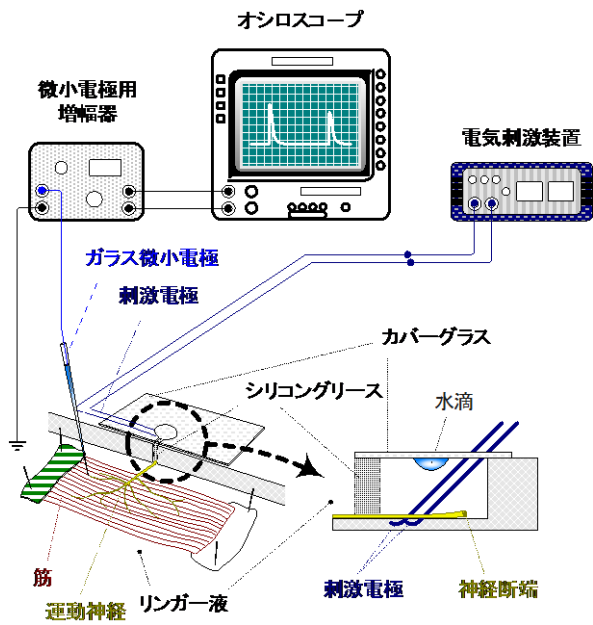 オシロスコープ
微小電極用
増幅器
電気刺激装置
ガラス微小電極
刺激電極
カバーグラス
シリコングリース
水滴
筋
運動神経
リンガー液
刺激電極
神経断端